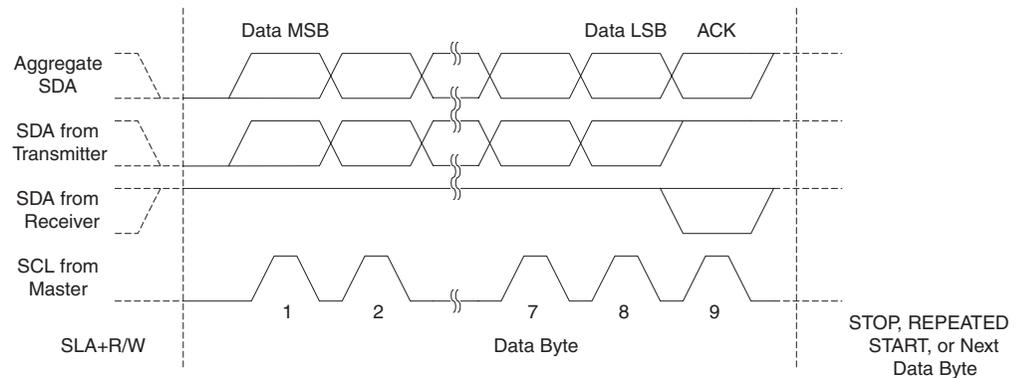 Data MSB
Data LSB
ACK
Aggregate
SDA
SDA from
Transmitter
SDA from
Receiver
SCL from
Master
1
2
7
8
9
SLA+R/W
Data Byte
STOP, REPEATED
START, or Next
Data Byte